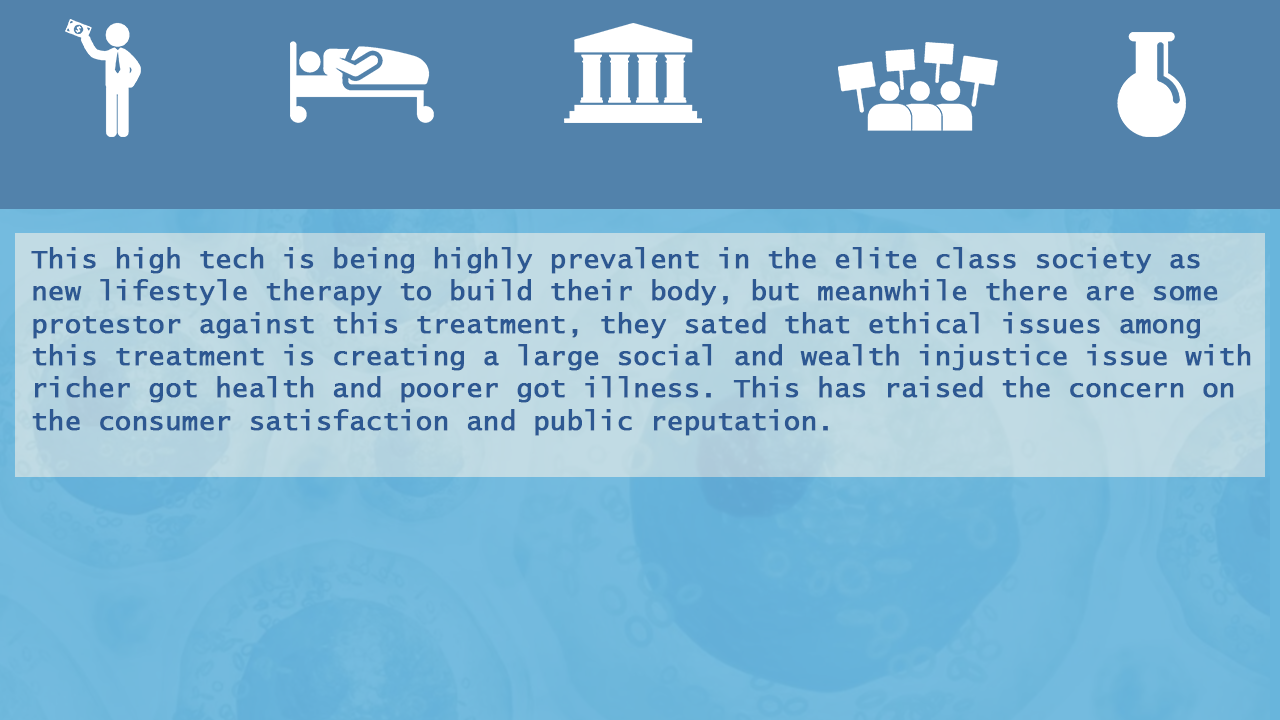 This high tech is being highly prevalent in the elite class society as
new lifestyle therapy to build their body, but meanwhile there are some
protestor against this treatment, they sated that ethical issues among
this treatment is creating a large social and wealth injustice issue with
richer got health and poorer got illness. This has raised the concern on
the consumer satisfaction and public reputation.